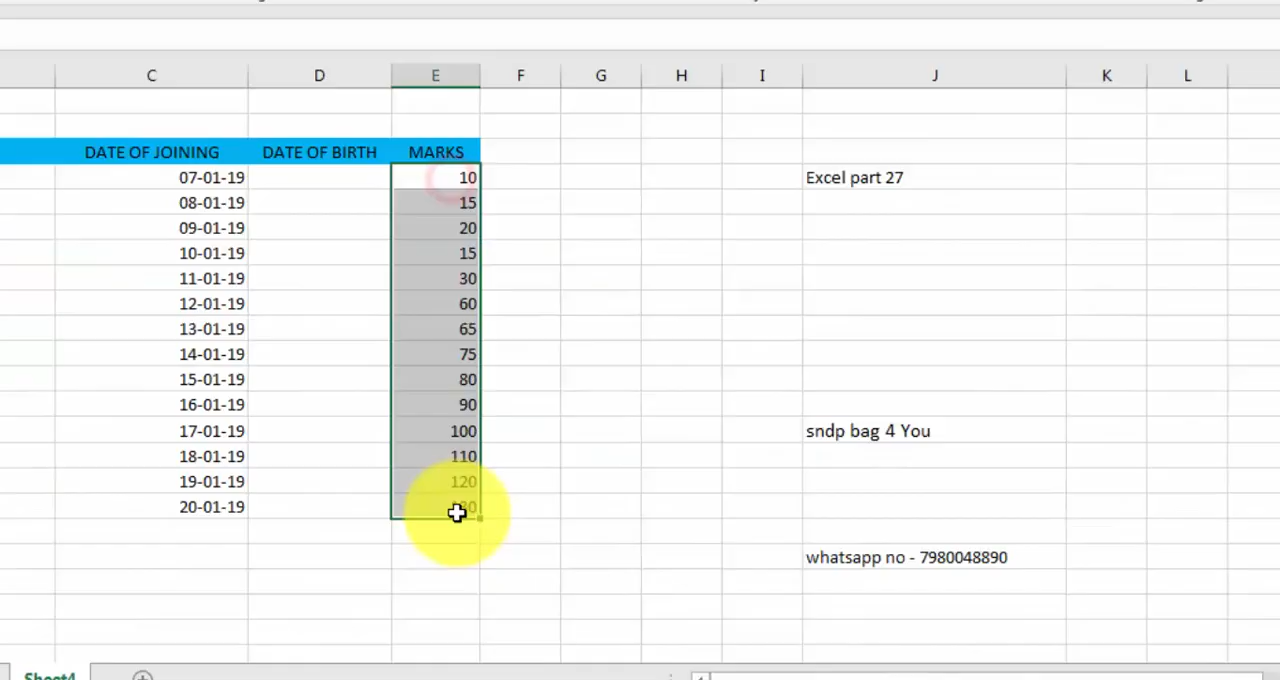 C D E F G H I J K L
DATE OF JOINING DATE OF BIRTH MARKS
07-01-19 10 Excel part 27
08-01-19 15
09-01-19 20
10-01-19 15
11-01-19 30
12-01-19 60
13-01-19 65
14-01-19 75
15-01-19 80
16-01-19 90
17-01-19 100 sndp bag 4 You
18-01-19 110
19-01-19 120
20-01-19
whatsapp no - 7980048890
Sheet4